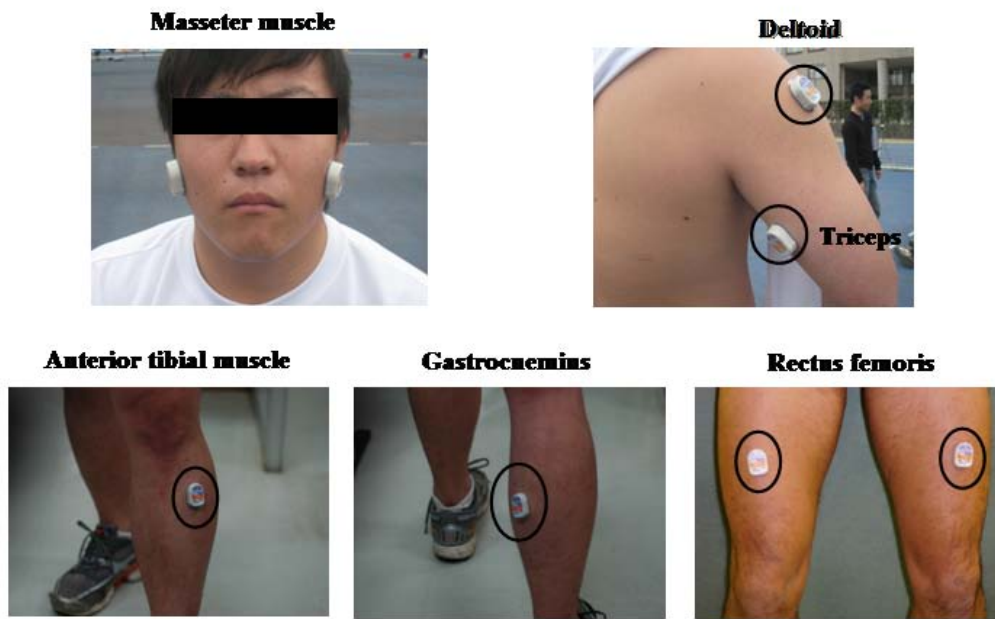 Masseter muscle
Deltoid
Triceps
Anterior tibial muscle
Gastrocnemius
Rectus femoris